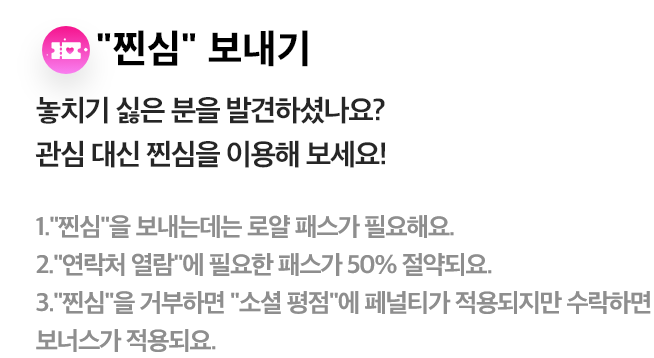 "찐심" 보내기
놓치기 싫은 분을 발견하셨나요?
관심 대신 찐심을 이용해 보세요!
1."찐심"을 보내는데는 로얄 패스가 필요해요.
2."연락처 열람"에 필요한 패스가 50% 절약되요.
3."찐심"을 거부하면 "소셜 평점"에 페널티가 적용되지만 수락하면
보너스가 적용되요.